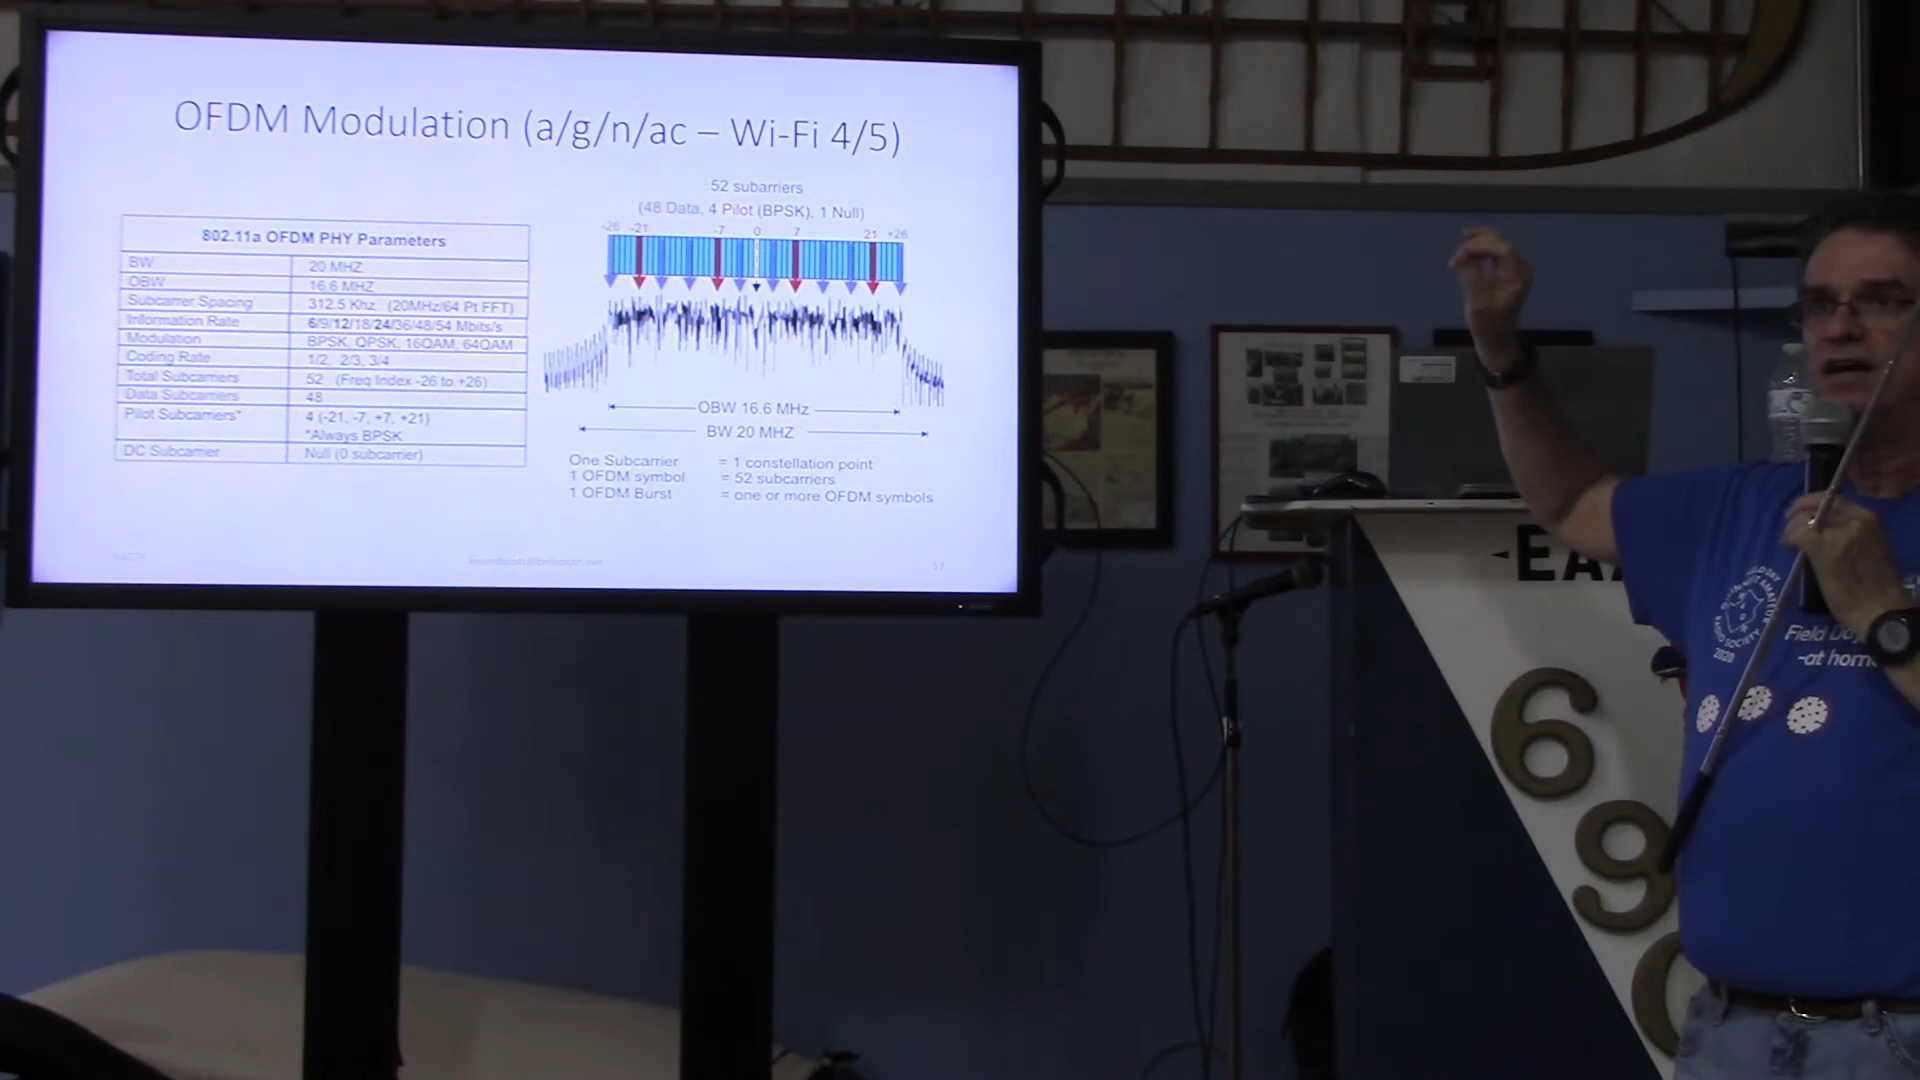 OFDM Modulation (a/g/n/ac – Wi-Fi 4/5)
802.11a OFDM PHY Parameters
BW 20 MHZ
OBW 16.6 MHZ
Subcarrer Spacing 312.5 Khz (20MHz/64 Pt FFT)
Information Rate 6/9/12/18/24/36/48/54 Mbits/s
Modulation BPSK, QPSK, 16QAM, 64QAM
Coding Rate 1/2, 2/3, 3/4
Total Subcarriers 52 (Freq Index -26 to +26)
Data Subcarriers 48
Pilot Subcarriers* 4 (-21, -7, +7, +21)
*Always BPSK
DC Subcarrier Null (0 subcarrier)
52 subarriers
(48 Data, 4 Pilot (BPSK), 1 Null)
-26 -21 -7 0 7 21 +26
OBW 16.6 MHz
BW 20 MHZ
One Subcarrier = 1 constellation point
1 OFDM symbol = 52 subcarriers
1 OFDM Burst = one or more OFDM symbols
17
EAA
69
RADIO SOCIETY
2020
Field Day
-at home